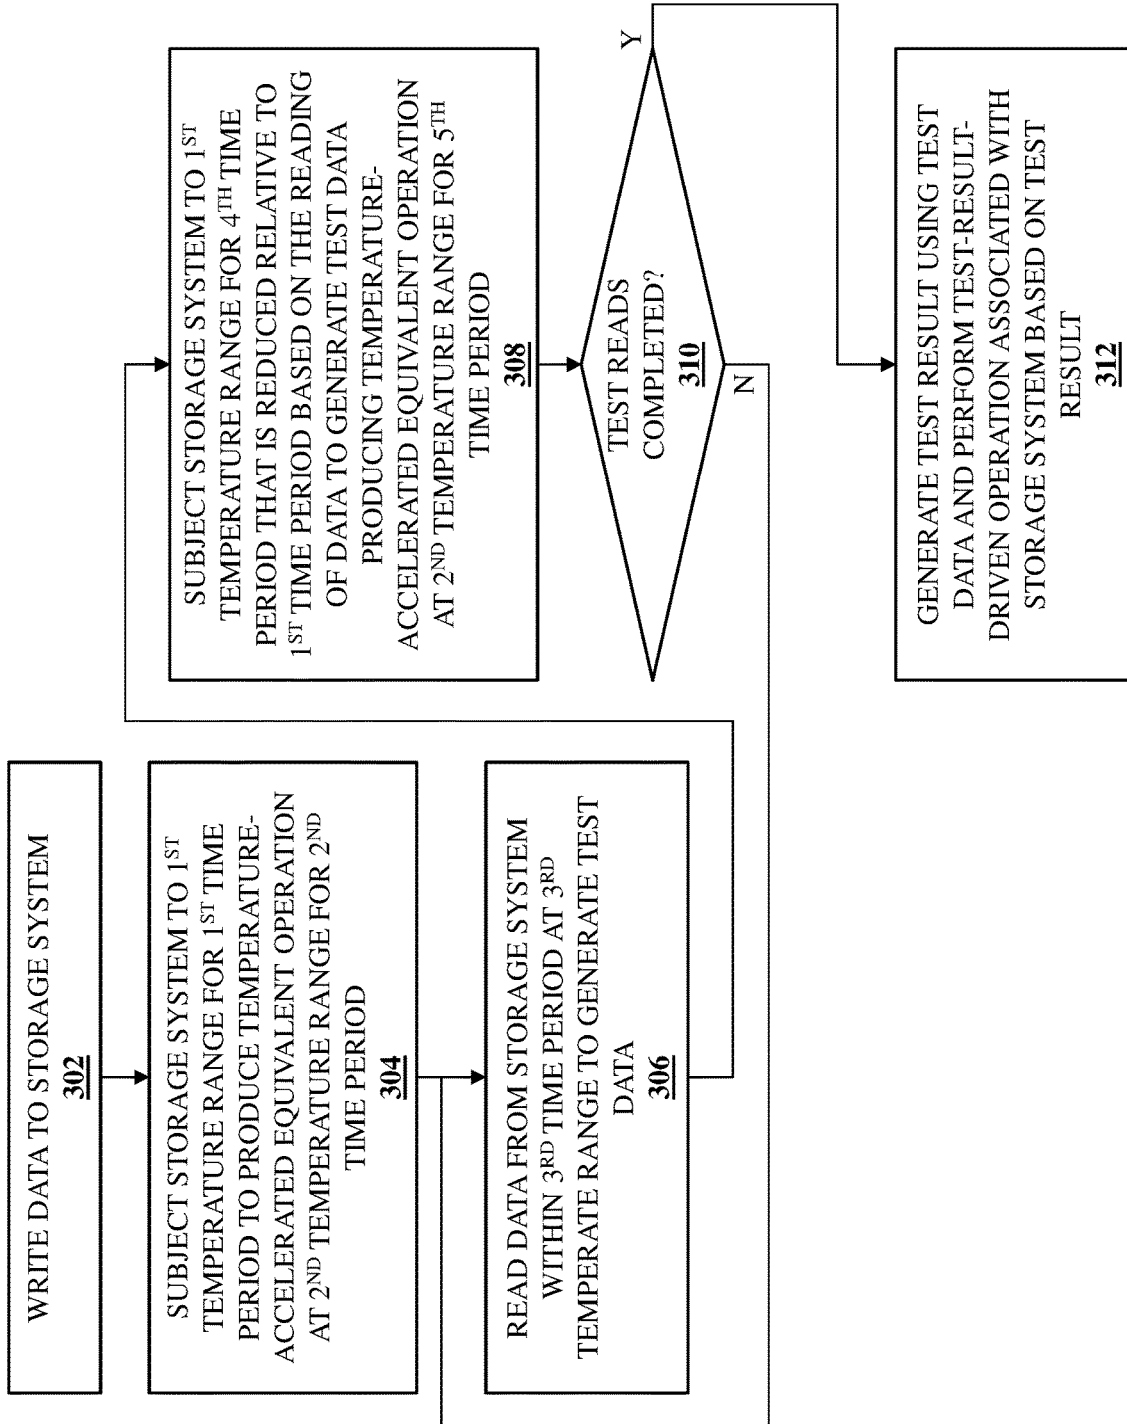 WRITE DATA TO STORAGE SYSTEM
302
SUBJECT STORAGE SYSTEM TO 1ST
TEMPERATURE RANGE FOR 1ST TIME
PERIOD TO PRODUCE TEMPERATURE-
ACCELERATED EQUIVALENT OPERATION
AT 2ND TEMPERATURE RANGE FOR 2ND
TIME PERIOD
304
READ DATA FROM STORAGE SYSTEM
WITHIN 3RD TIME PERIOD AT 3RD
TEMPERATE RANGE TO GENERATE TEST
DATA
306
SUBJECT STORAGE SYSTEM TO 1ST
TEMPERATURE RANGE FOR 4TH TIME
PERIOD THAT IS REDUCED RELATIVE TO
1ST TIME PERIOD BASED ON THE READING
OF DATA TO GENERATE TEST DATA
PRODUCING TEMPERATURE-
ACCELERATED EQUIVALENT OPERATION
AT 2ND TEMPERATURE RANGE FOR 5TH
TIME PERIOD
308
TEST READS
COMPLETED?
310
Y
N
GENERATE TEST RESULT USING TEST
DATA AND PERFORM TEST-RESULT-
DRIVEN OPERATION ASSOCIATED WITH
STORAGE SYSTEM BASED ON TEST
RESULT
312